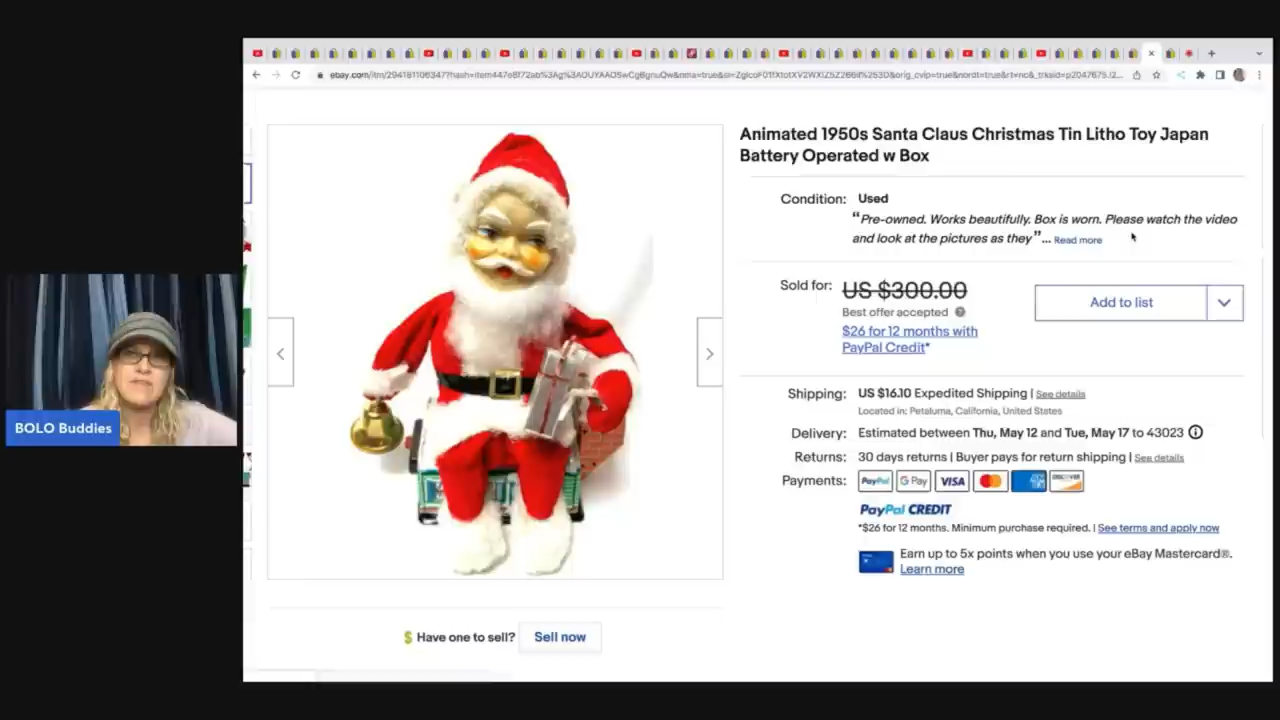 Animated 1950s Santa Claus Christmas Tin Litho Toy Japan
Battery Operated w Box
Condition: Used
“Pre-owned. Works beautifully. Box is worn. Please watch the video
and look at the pictures as they”... Read more
Sold for: US $300.00
Add to list
Best offer accepted
$26 for 12 months with
PayPal Credit*
Shipping: US $16.10 Expedited Shipping | See details
Located in: Petaluma, California, United States
BOLO Buddies
Delivery: Estimated between Thu, May 12 and Tue, May 17 to 43023
Returns: 30 days returns | Buyer pays for return shipping | See details
Payments: PayPal G Pay VISA
PayPal CREDIT
*$26 for 12 months. Minimum purchase required. | See terms and apply now
Earn up to 5x points when you use your eBay Mastercard®.
Learn more
$ Have one to sell? Sell now